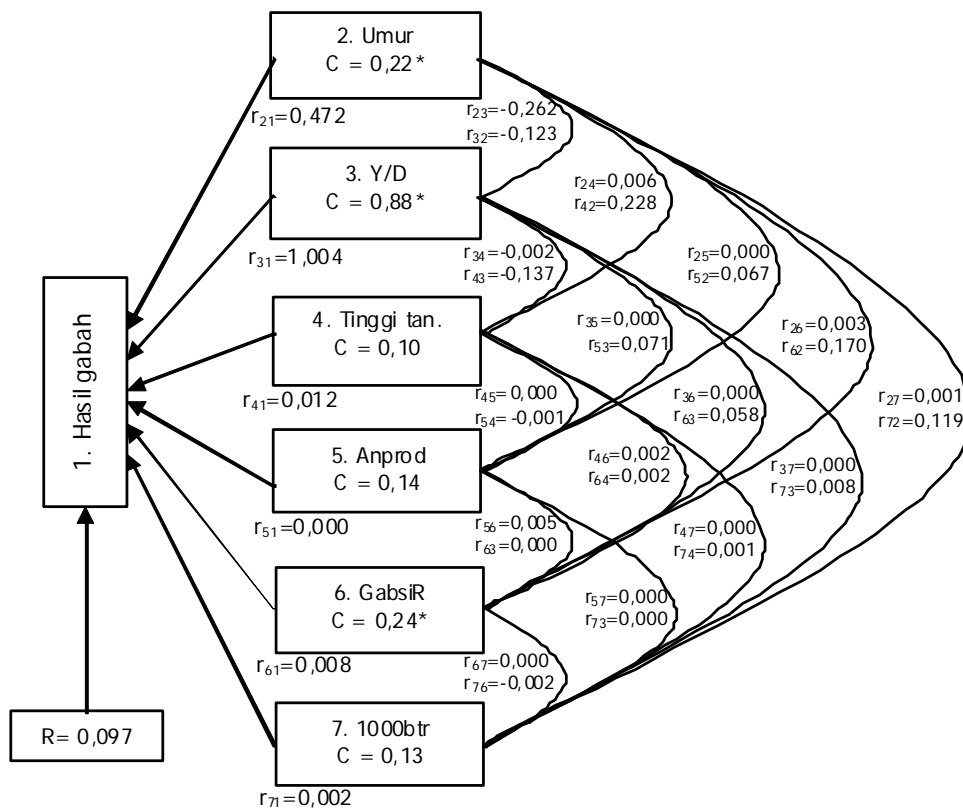 2. Umur
C = 0,22*
r21=0,472
r23=-0,262
r32=-0,123
3. Y/D
C = 0,88*
r24=0,006
r42=0,228
r31=1,004
r34=-0,002
r43=-0,137
r25=0,000
r52=0,067
1. Hasil gabah
4. Tinggi tan.
C = 0,10
r35=0,000
r53=0,071
r26=0,003
r62=0,170
r41=0,012
r45=0,000
r54= -0,001
r36=0,000
r63=0,058
r27=0,001
r72=0,119
5. Anprod
C = 0,14
r46=0,002
r64=0,002
r37=0,000
r73=0,008
r51=0,000
r56=0,005
r63=0,000
r47=0,000
r74=0,001
6. GabsiR
C = 0,24*
r57=0,000
r73=0,000
r61=0,008
r67=0,000
r76=-0,002
R= 0,097
7. 1000btr
C = 0,13
r71=0,002